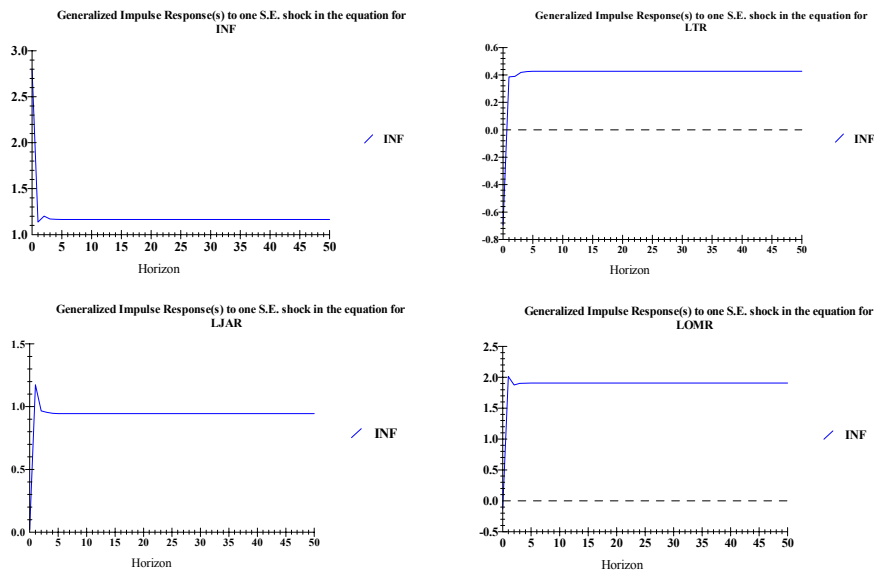 Generalized Impulse Response(s) to one S.E. shock in the equation for
INF
3.0
2.5
2.0
1.5
1.0
INF
0 5 10 15 20 25 30 35 40 45 50
Horizon
Generalized Impulse Response(s) to one S.E. shock in the equation for
LTR
0.6
0.4
0.2
0.0
-0.2
-0.4
-0.6
-0.8
INF
0 5 10 15 20 25 30 35 40 45 50
Horizon
Generalized Impulse Response(s) to one S.E. shock in the equation for
LJAR
1.5
1.0
0.5
0.0
INF
0 5 10 15 20 25 30 35 40 45 50
Horizon
Generalized Impulse Response(s) to one S.E. shock in the equation for
LOMR
2.5
2.0
1.5
1.0
0.5
0.0
-0.5
INF
0 5 10 15 20 25 30 35 40 45 50
Horizon